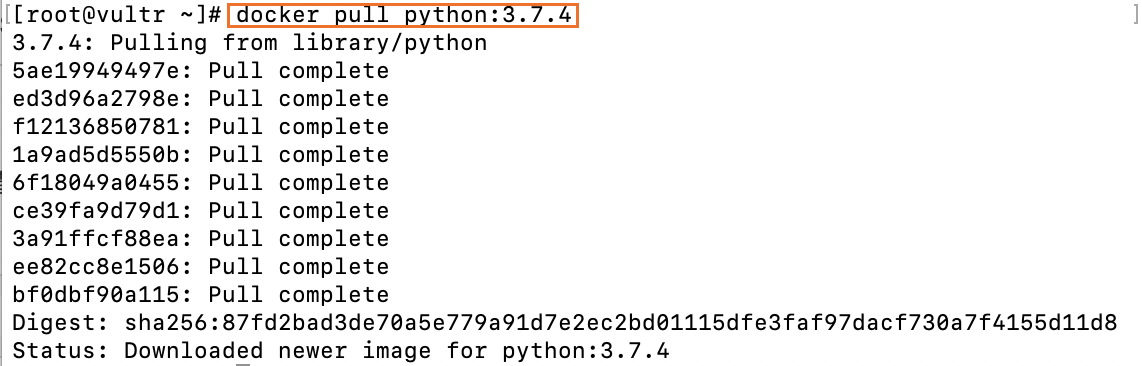 [[root@vultr ~]# docker pull python:3.7.4 ]
3.7.4: Pulling from library/python
5ae19949497e: Pull complete
ed3d96a2798e: Pull complete
f12136850781: Pull complete
1a9ad5d5550b: Pull complete
6f18049a0455: Pull complete
ce39fa9d79d1: Pull complete
3a91ffcf88ea: Pull complete
ee82cc8e1506: Pull complete
bf0dbf90a115: Pull complete
Digest: sha256:87fd2bad3de70a5e779a91d7e2ec2bd01115dfe3faf97dacf730a7f4155d11d8
Status: Downloaded newer image for python:3.7.4